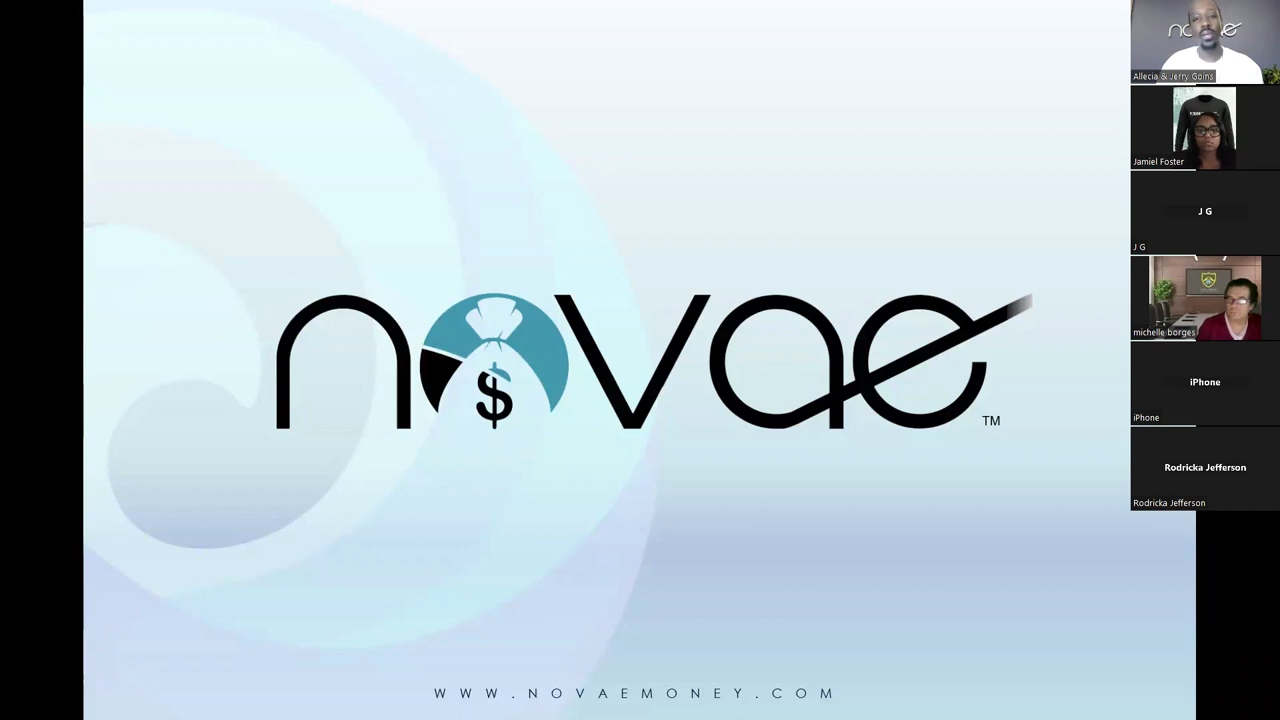 novae
$
TM
WWW.NOVAEMONEY.COM
Allecia & Jerry Goins
Jamiel Foster
J G
J G
michelle borges
iPhone
iPhone
Rodricka Jefferson
Rodricka Jefferson